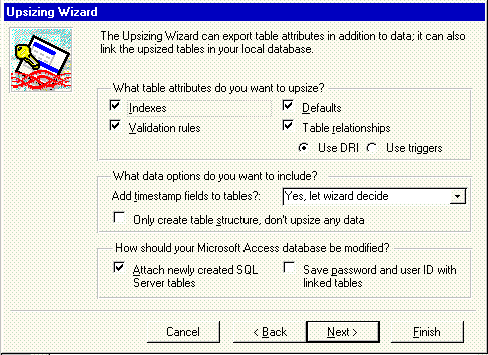 Upsizing Wizard
The Upsizing Wizard can export table attributes in addition to data; it can also
link the upsized tables in your local database.
What table attributes do you want to upsize?
Indexes
Defaults
Validation rules
Table relationships
Use DRI
Use triggers
What data options do you want to include?
Add timestamp fields to tables?:
Yes, let wizard decide
Only create table structure, don't upsize any data
How should your Microsoft Access database be modified?
Attach newly created SQL
Server tables
Save password and user ID with
linked tables
Cancel
< Back
Next >
Finish